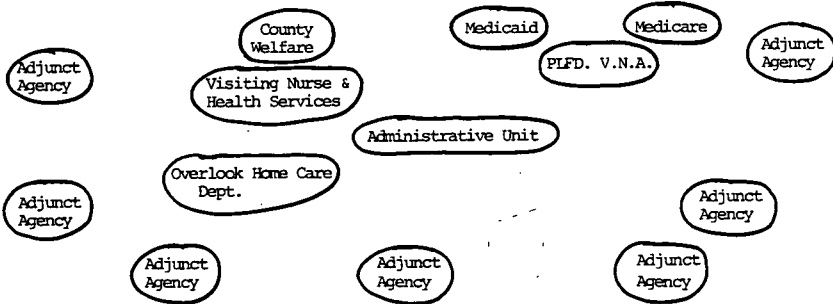 County
Welfare
Medicaid
Medicare
Adjunct
Agency
Adjunct
Agency
PLFD. V.N.A.
Visiting Nurse &
Health Services
Administrative Unit
Overlook Home Care
Dept.
Adjunct
Agency
Adjunct
Agency
Adjunct
Agency
Adjunct
Agency
Adjunct
Agency